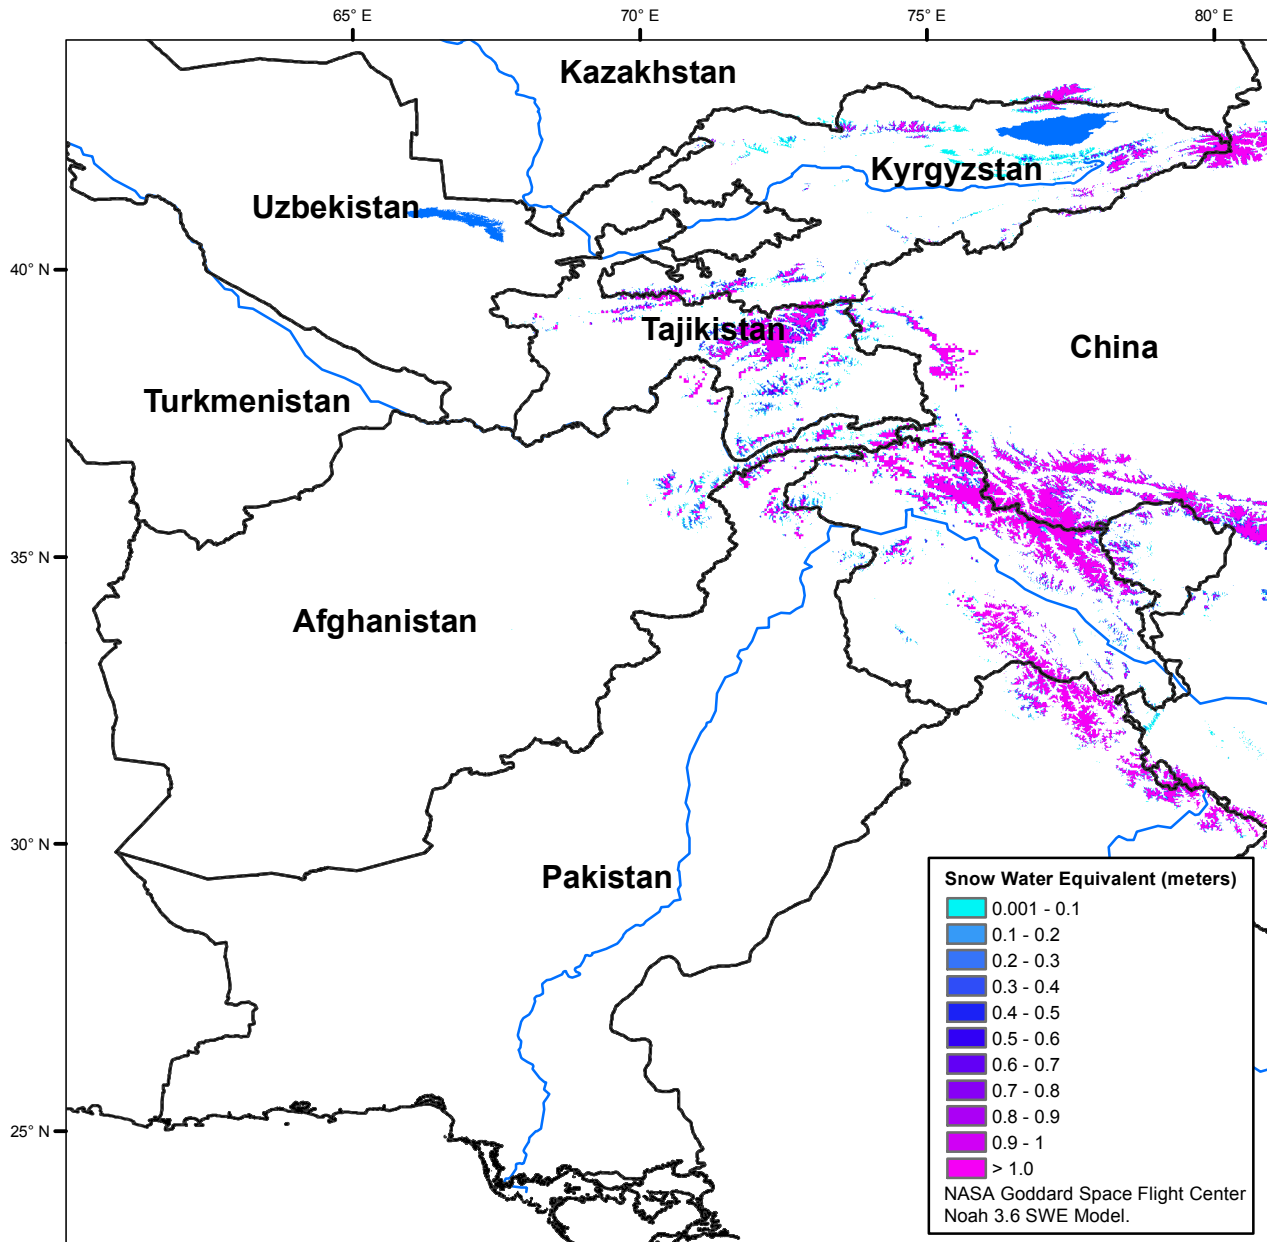 65° E
70° E
75° E
80° E
Kazakhstan
Kyrgyzstan
Uzbekistan
40° N
Tajikistan
China
Turkmenistan
35° N
Afghanistan
30° N
Pakistan
25° N
Snow Water Equivalent (meters)
0.001 - 0.1
0.1 - 0.2
0.2 - 0.3
0.3 - 0.4
0.4 - 0.5
0.5 - 0.6
0.6 - 0.7
0.7 - 0.8
0.8 - 0.9
0.9 - 1
> 1.0
NASA Goddard Space Flight Center
Noah 3.6 SWE Model.